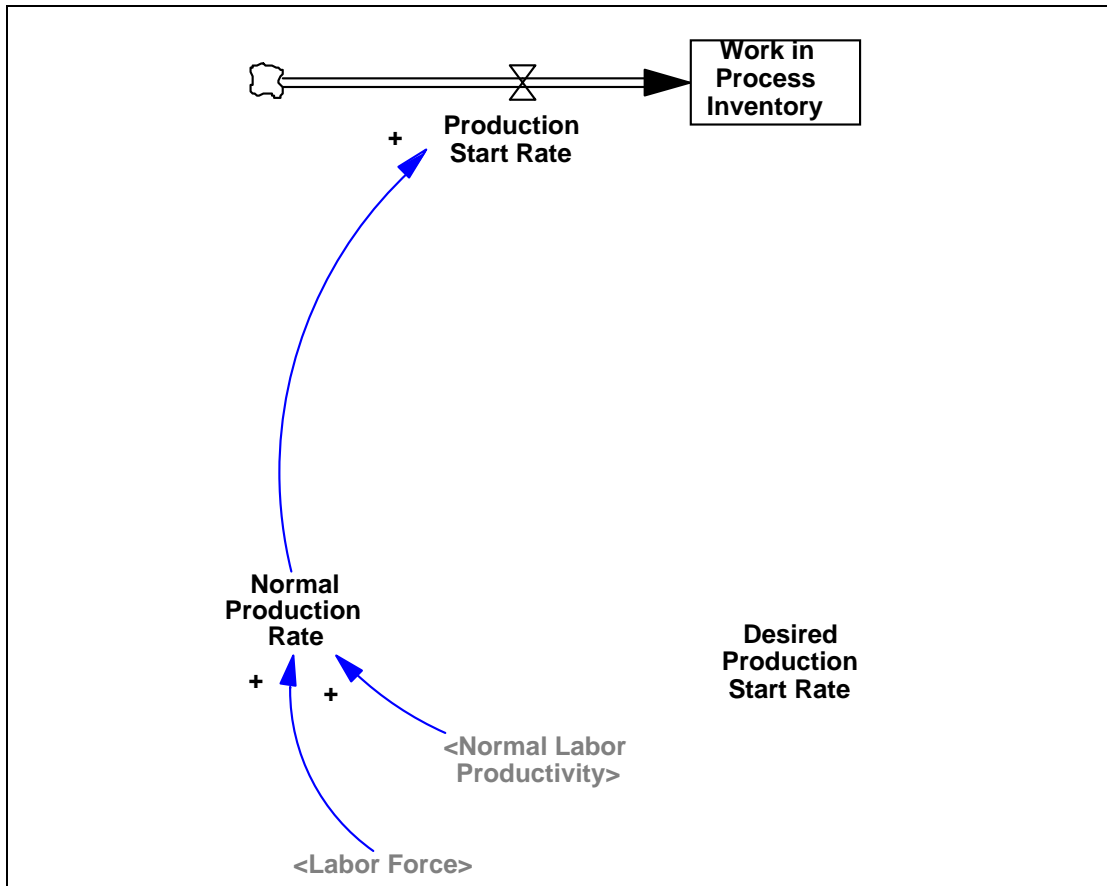 Work in
Process
Inventory
Production
Start Rate
+
Normal
Production
Rate
+
+
Desired
Production
Start Rate
<Normal Labor
Productivity>
<Labor Force>